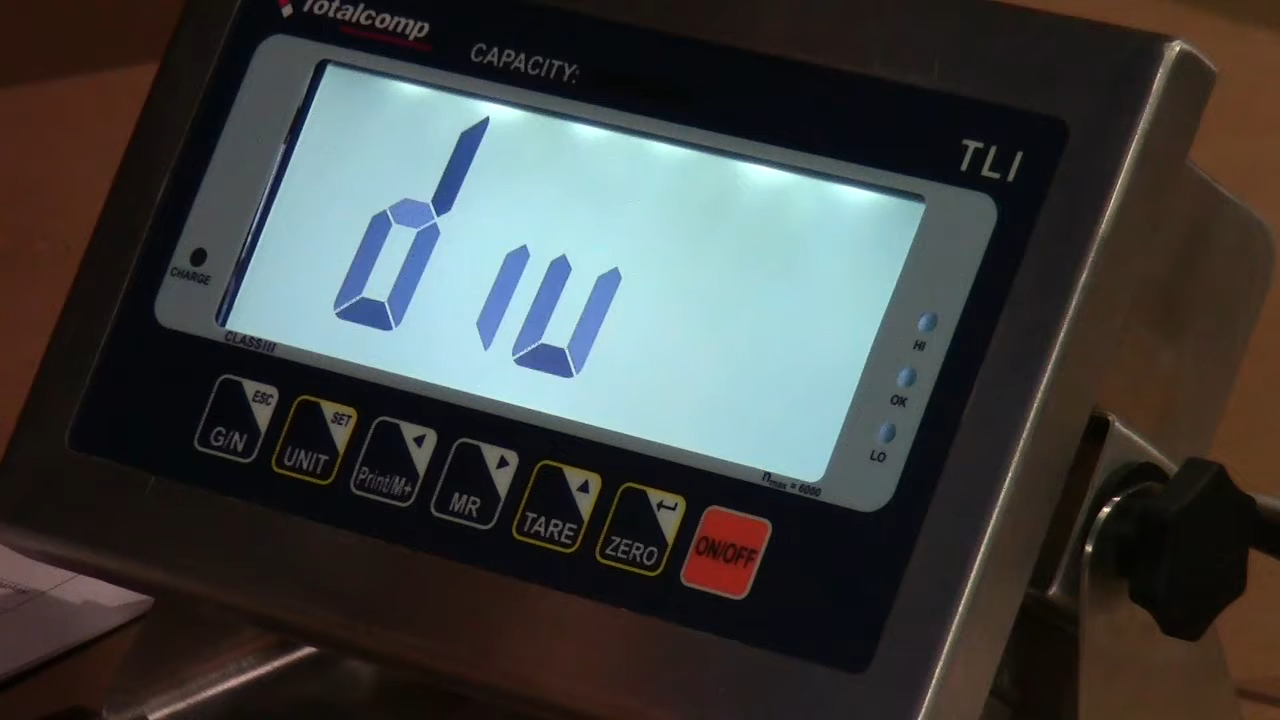 Totalcomp
CAPACITY:
TLI
diu
CHARGE
HI
OK
LO
CLASS III
n max = 6000
ESC
G/N
SET
UNIT
Print/M+
MR
TARE
ZERO
ON/OFF